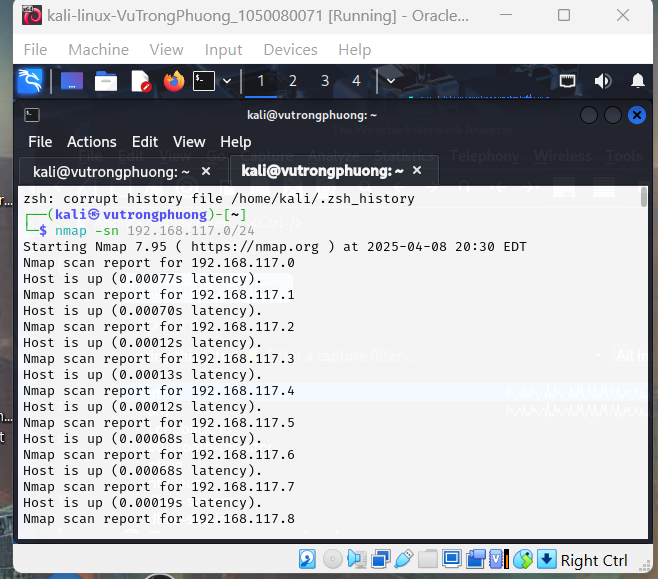 kali-linux-VuTrongPhuong_1050080071 [Running] - Oracle...
File Machine View Input Devices Help
1 2 3 4
kali@vutrongphuong: ~
File Actions Edit View Help
kali@vutrongphuong: ~ × kali@vutrongphuong: ~ ×
zsh: corrupt history file /home/kali/.zsh_history
┌──(kali㉿vutrongphuong)-[~]
└─$ nmap -sn 192.168.117.0/24
Starting Nmap 7.95 ( https://nmap.org ) at 2025-04-08 20:30 EDT
Nmap scan report for 192.168.117.0
Host is up (0.00077s latency).
Nmap scan report for 192.168.117.1
Host is up (0.00070s latency).
Nmap scan report for 192.168.117.2
Host is up (0.00012s latency).
Nmap scan report for 192.168.117.3
Host is up (0.00013s latency).
Nmap scan report for 192.168.117.4
Host is up (0.00012s latency).
Nmap scan report for 192.168.117.5
Host is up (0.00068s latency).
Nmap scan report for 192.168.117.6
Host is up (0.00068s latency).
Nmap scan report for 192.168.117.7
Host is up (0.00019s latency).
Nmap scan report for 192.168.117.8
Right Ctrl